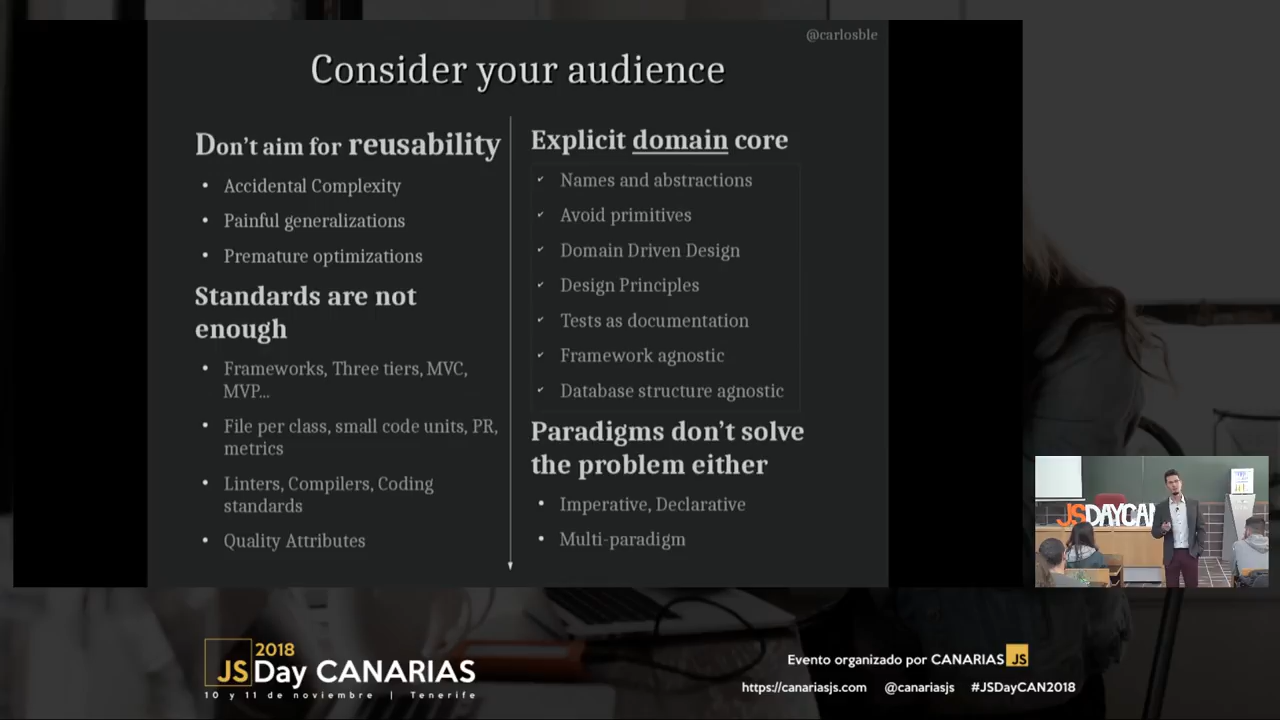 @carlosble
Consider your audience
Don't aim for reusability
Accidental Complexity
Painful generalizations
Premature optimizations
Standards are not
enough
Frameworks, Three tiers, MVC,
MVP...
File per class, small code units, PR,
metrics
Linters, Compilers, Coding
standards
Quality Attributes
Explicit domain core
Names and abstractions
Avoid primitives
Domain Driven Design
Design Principles
Tests as documentation
Framework agnostic
Database structure agnostic
Paradigms don't solve
the problem either
Imperative, Declarative
Multi-paradigm
JSDAYCAN
2018
JSDay CANARIAS
10 y 11 de noviembre | Tenerife
Evento organizado por CANARIAS JS
https://canariasjs.com @canariasjs #JSDayCAN2018